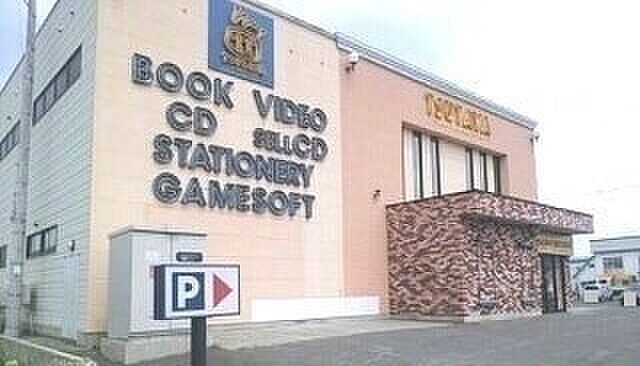 BOOK VIDEO
CD SELLCD
STATIONERY
GAMESOFT
TSUTAYA
P